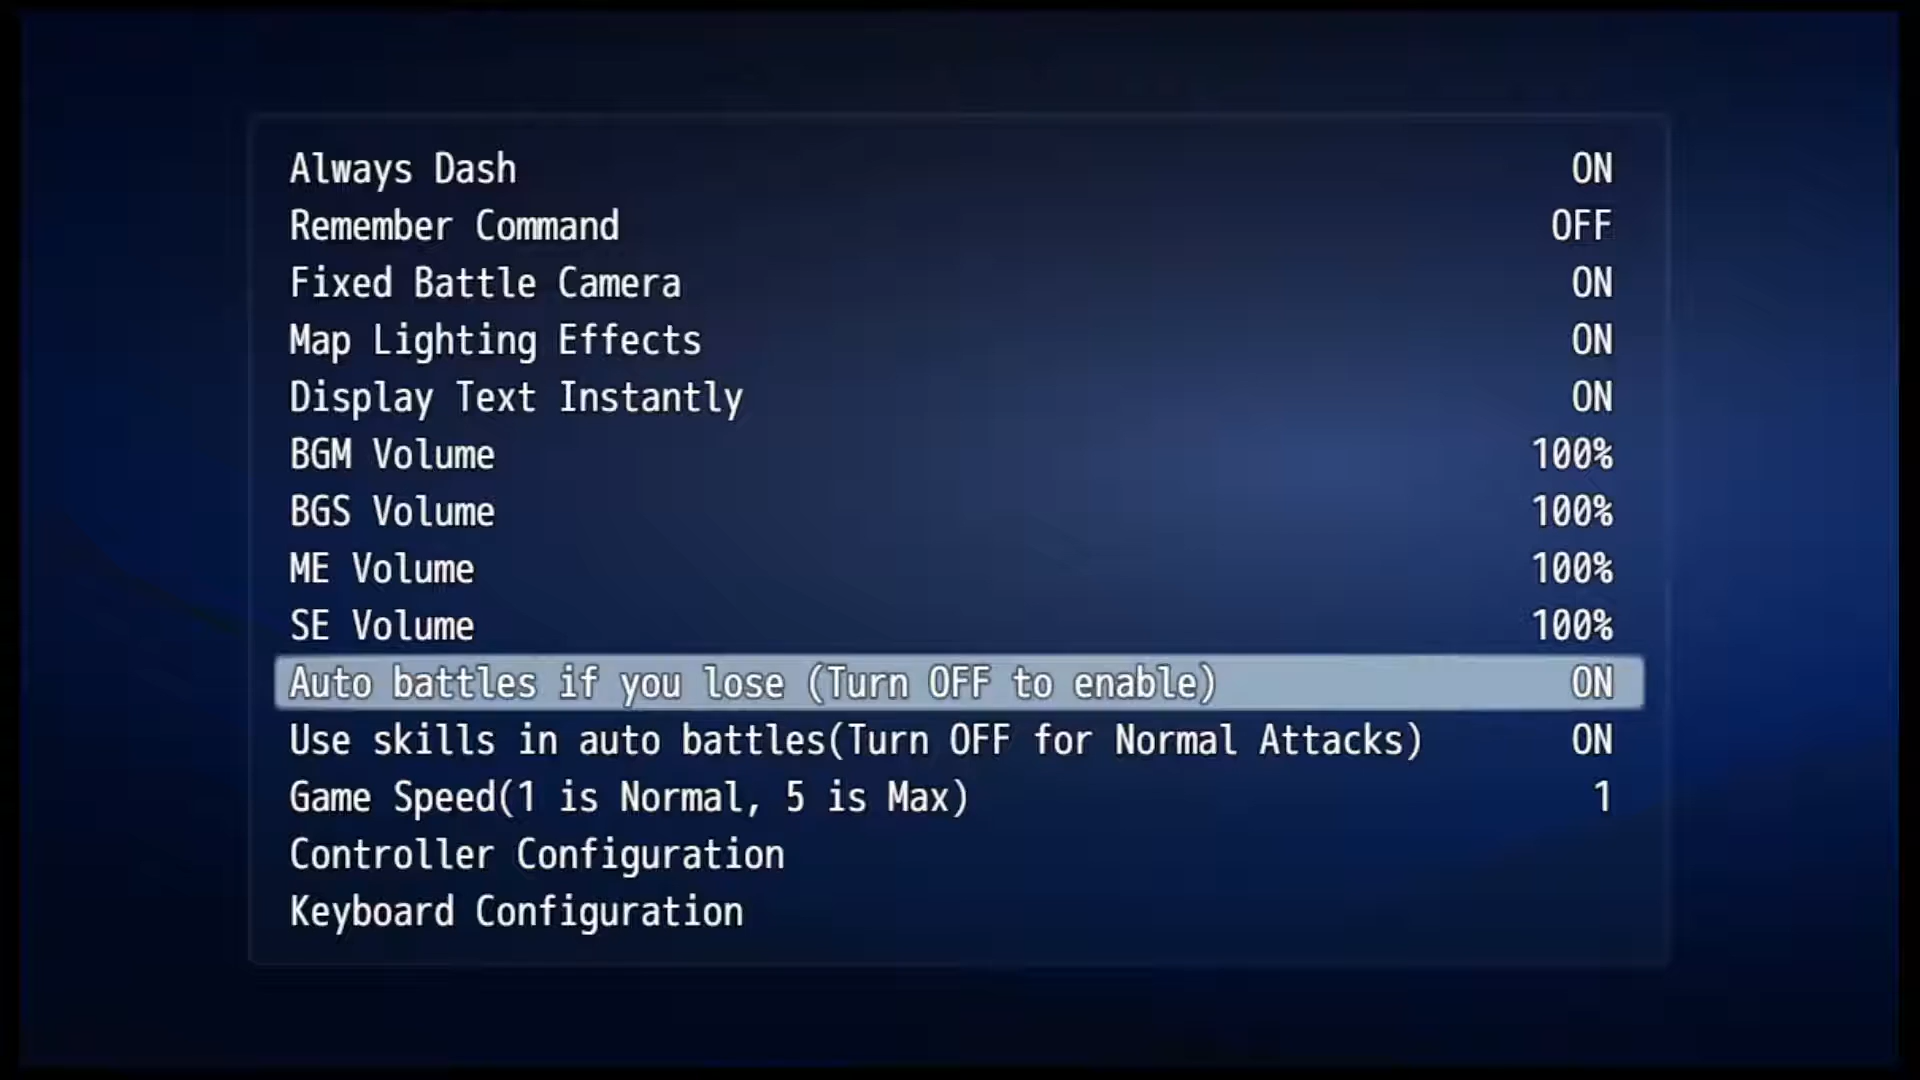 Always Dash ON
Remember Command OFF
Fixed Battle Camera ON
Map Lighting Effects ON
Display Text Instantly ON
BGM Volume 100%
BGS Volume 100%
ME Volume 100%
SE Volume 100%
Auto battles if you lose (Turn OFF to enable) ON
Use skills in auto battles(Turn OFF for Normal Attacks) ON
Game Speed(1 is Normal, 5 is Max) 1
Controller Configuration
Keyboard Configuration